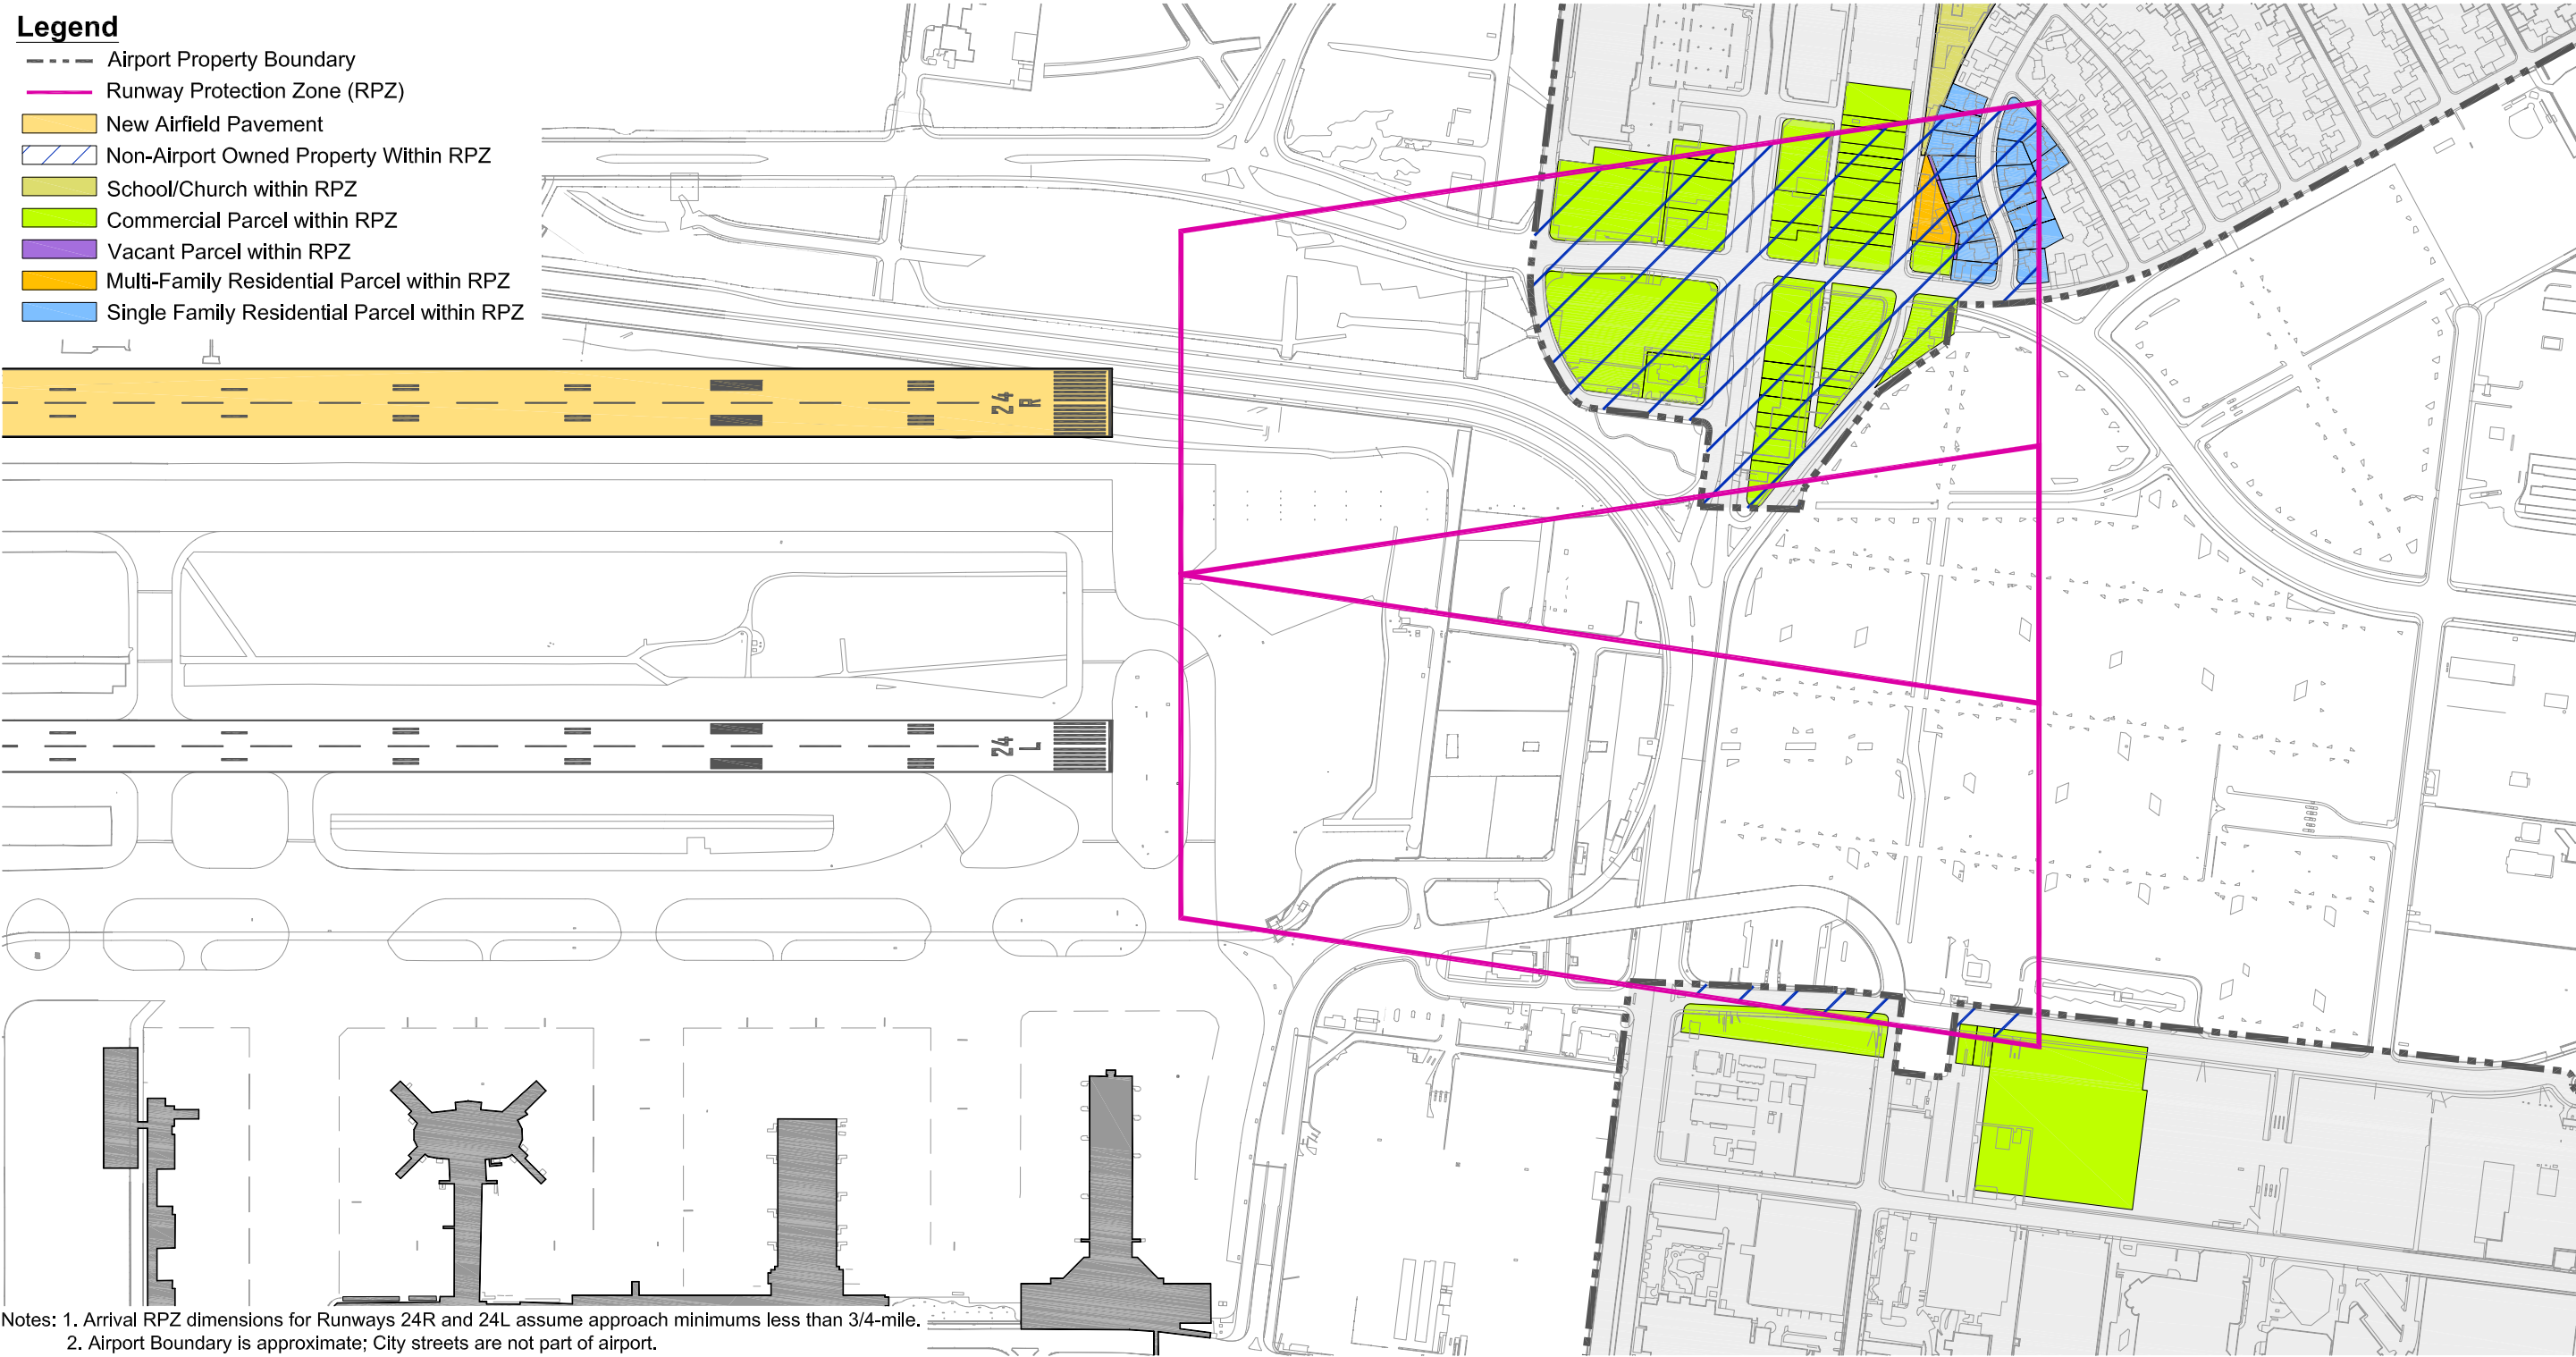 Legend
Airport Property Boundary
Runway Protection Zone (RPZ)
New Airfield Pavement
Non-Airport Owned Property Within RPZ
School/Church within RPZ
Commercial Parcel within RPZ
Vacant Parcel within RPZ
Multi-Family Residential Parcel within RPZ
Single Family Residential Parcel within RPZ
24
R
24
L
Notes: 1. Arrival RPZ dimensions for Runways 24R and 24L assume approach minimums less than 3/4-mile.
2. Airport Boundary is approximate; City streets are not part of airport.